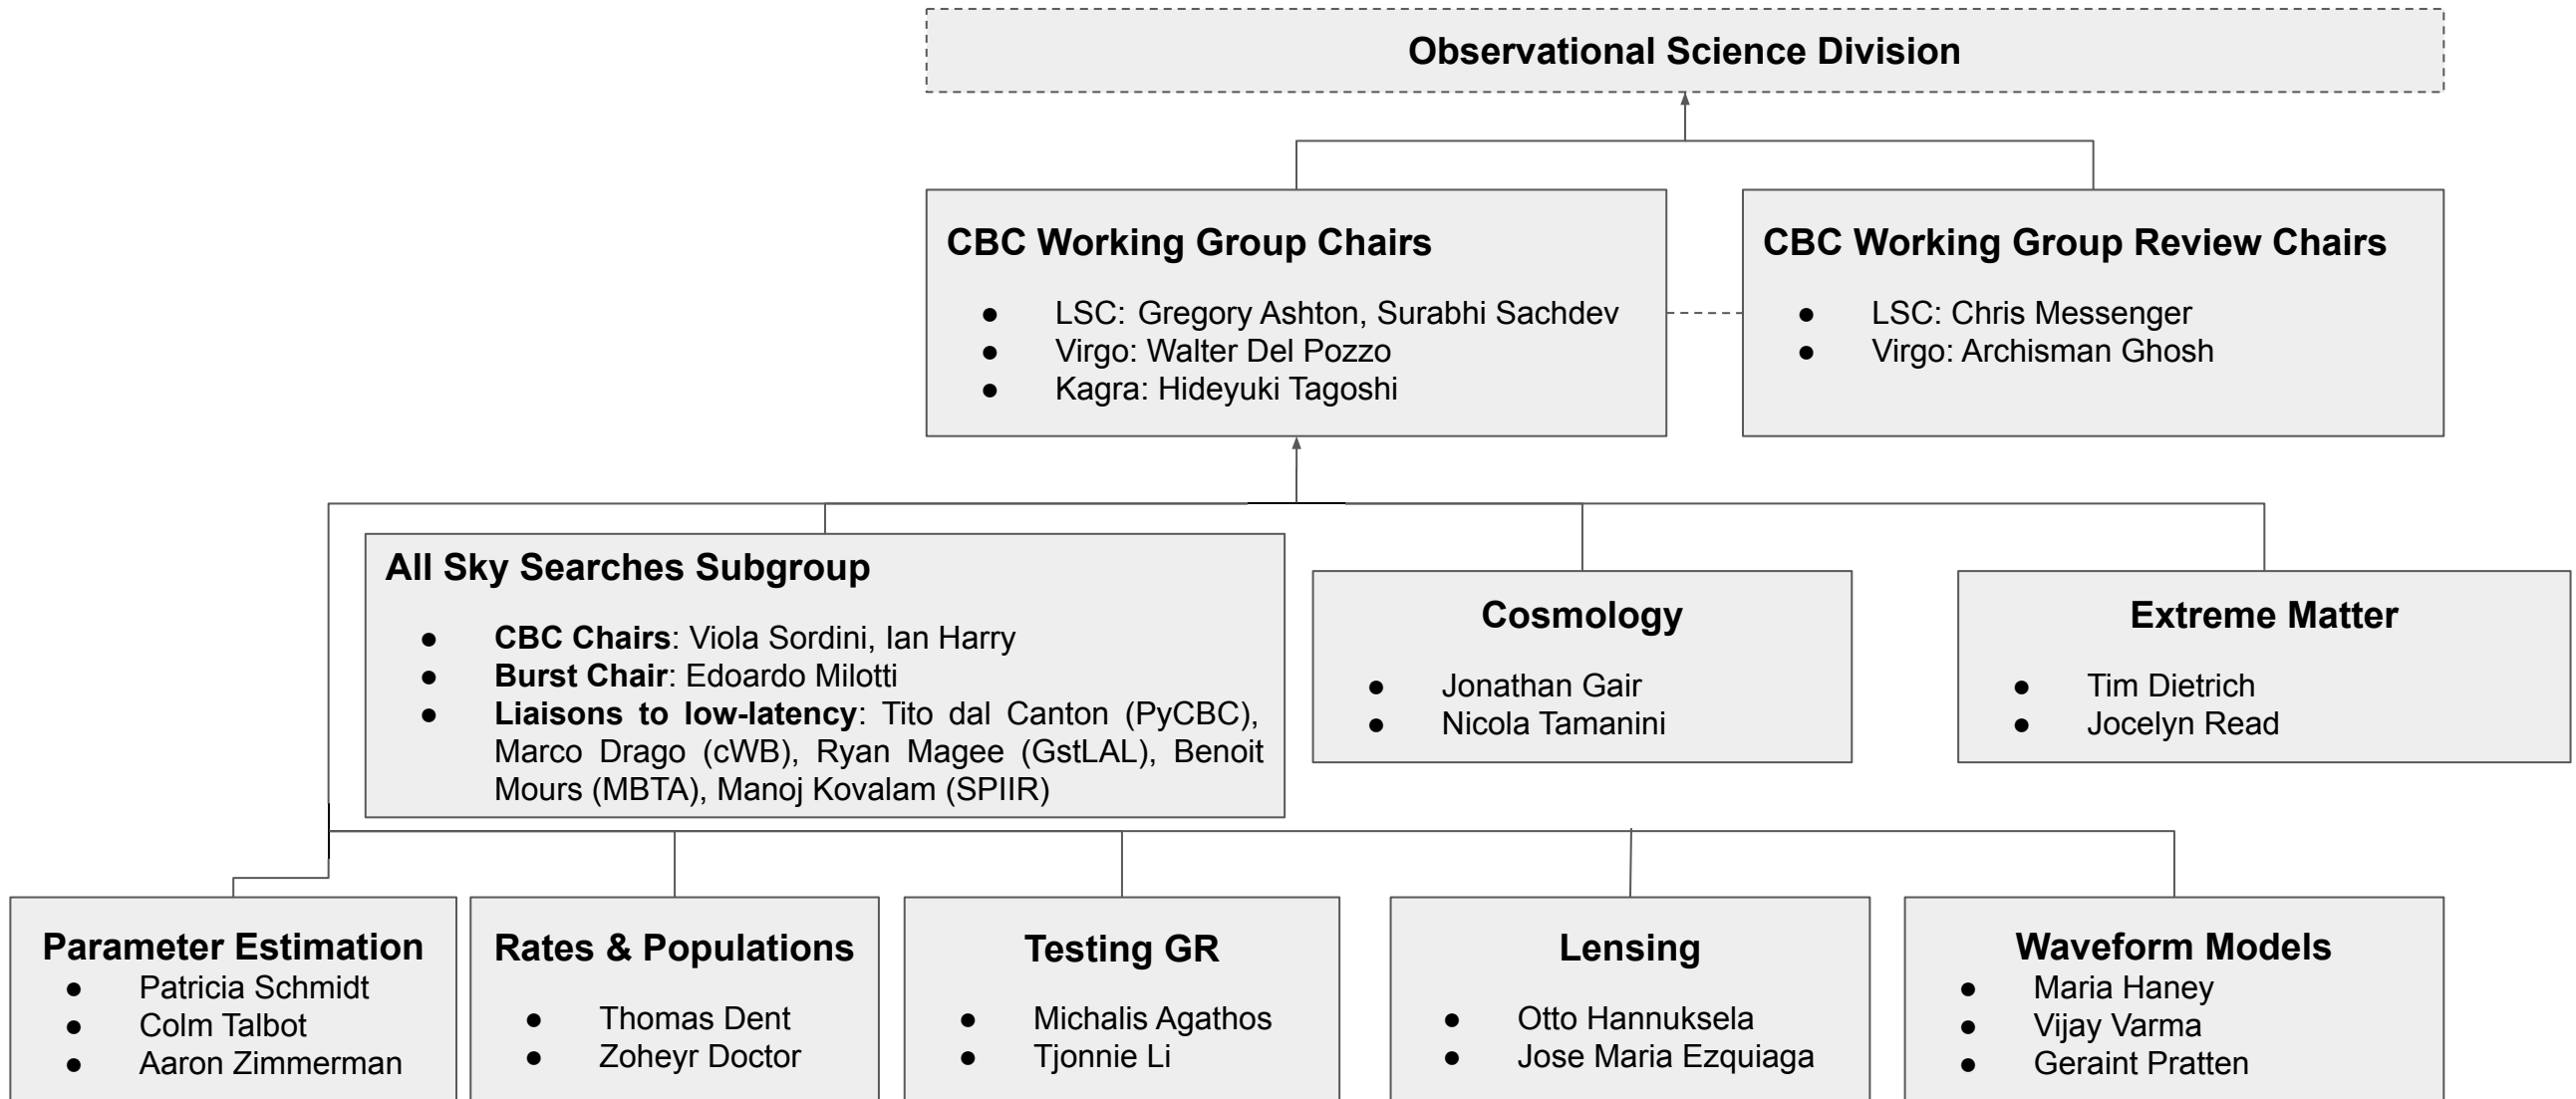 Observational Science Division
CBC Working Group Chairs
● LSC: Gregory Ashton, Surabhi Sachdev
● Virgo: Walter Del Pozzo
● Kagra: Hideyuki Tagoshi
CBC Working Group Review Chairs
● LSC: Chris Messenger
● Virgo: Archisman Ghosh
All Sky Searches Subgroup
● CBC Chairs: Viola Sordini, Ian Harry
● Burst Chair: Edoardo Milotti
● Liaisons to low-latency: Tito dal Canton (PyCBC),
Marco Drago (cWB), Ryan Magee (GstLAL), Benoit
Mours (MBTA), Manoj Kovalam (SPIIR)
Cosmology
● Jonathan Gair
● Nicola Tamanini
Extreme Matter
● Tim Dietrich
● Jocelyn Read
Parameter Estimation
● Patricia Schmidt
● Colm Talbot
● Aaron Zimmerman
Rates & Populations
● Thomas Dent
● Zoheyr Doctor
Testing GR
● Michalis Agathos
● Tjonnie Li
Lensing
● Otto Hannuksela
● Jose Maria Ezquiaga
Waveform Models
● Maria Haney
● Vijay Varma
● Geraint Pratten